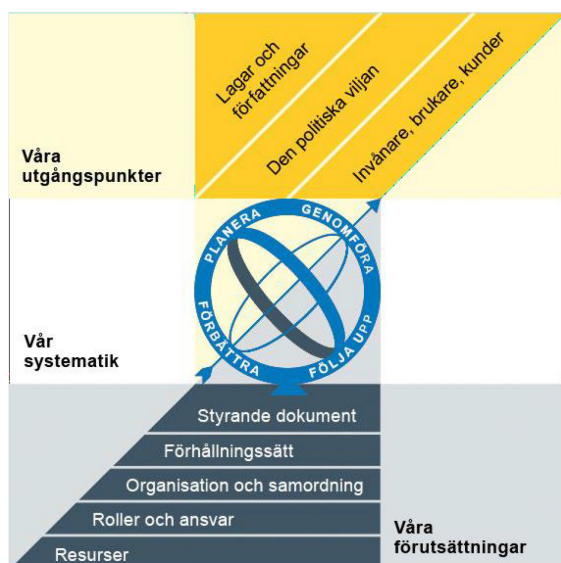 Lagar och
författningar
Den politiska viljan
Invånare, brukare, kunder
Våra
utgångspunkter
PLANERA
GENOMFÖRA
FÖRBÄTTRA
FÖLJA UPP
Vår
systematik
Styrande dokument
Förhållningssätt
Organisation och samordning
Roller och ansvar
Resurser
Våra
förutsättningar